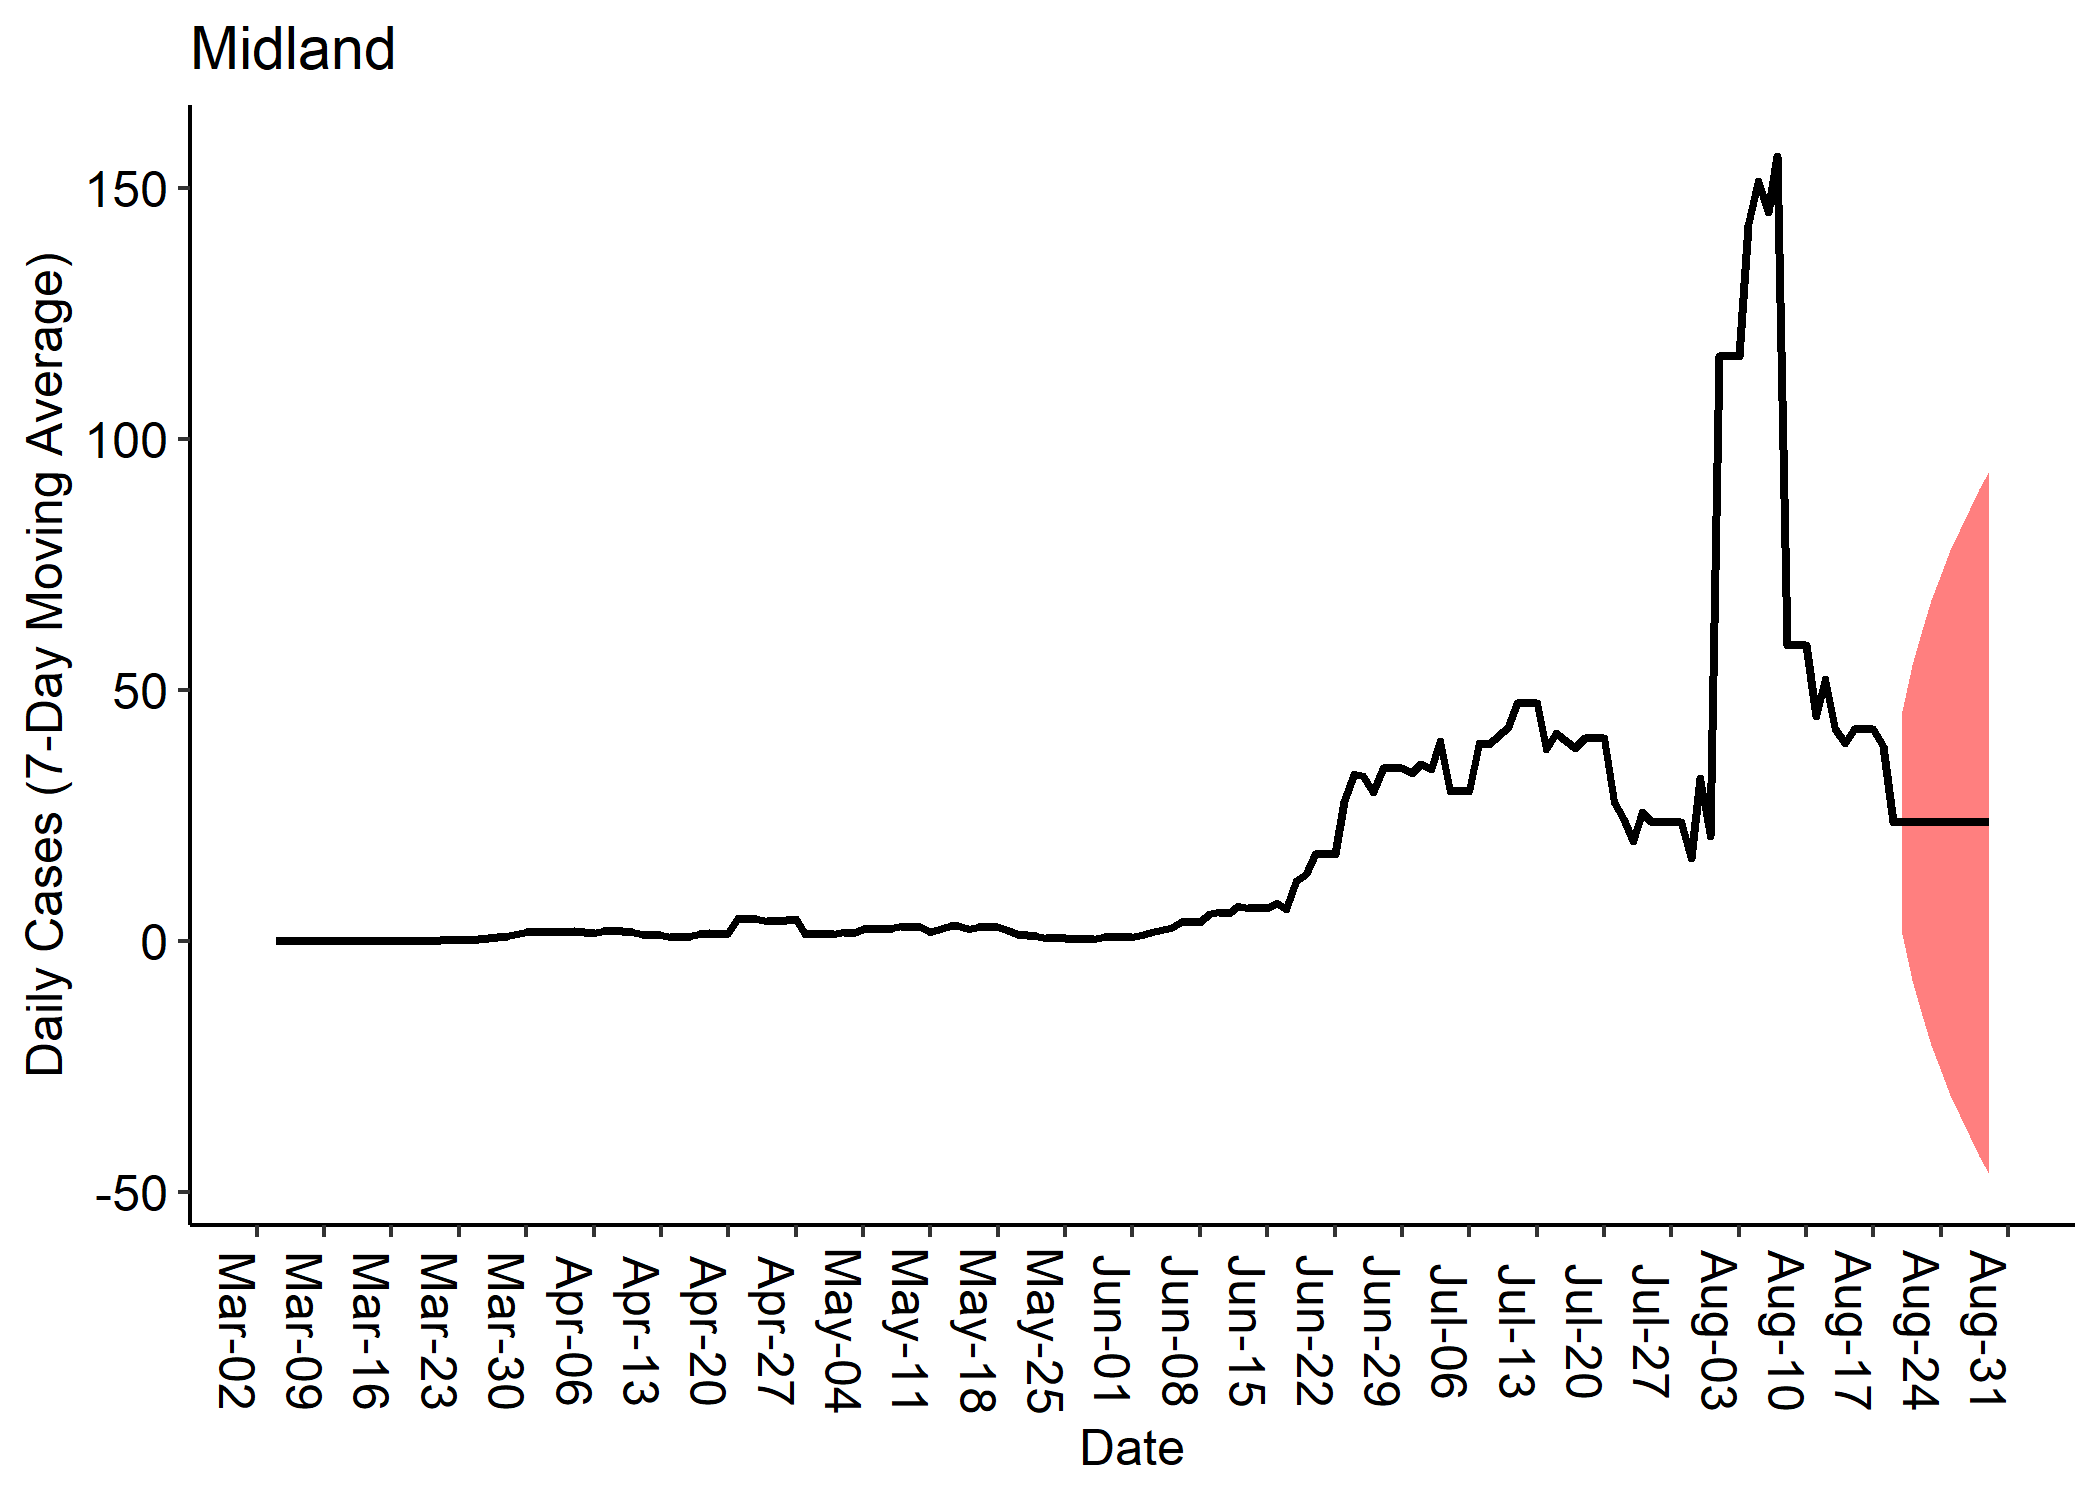 Midland
Daily Cases (7-Day Moving Average)
150
100
50
0
-50
Mar-02
Mar-09
Mar-16
Mar-23
Mar-30
Apr-06
Apr-13
Apr-20
Apr-27
May-04
May-11
May-18
May-25
Jun-01
Jun-08
Jun-15
Jun-22
Jun-29
Jul-06
Jul-13
Jul-20
Jul-27
Aug-03
Aug-10
Aug-17
Aug-24
Aug-31
Date